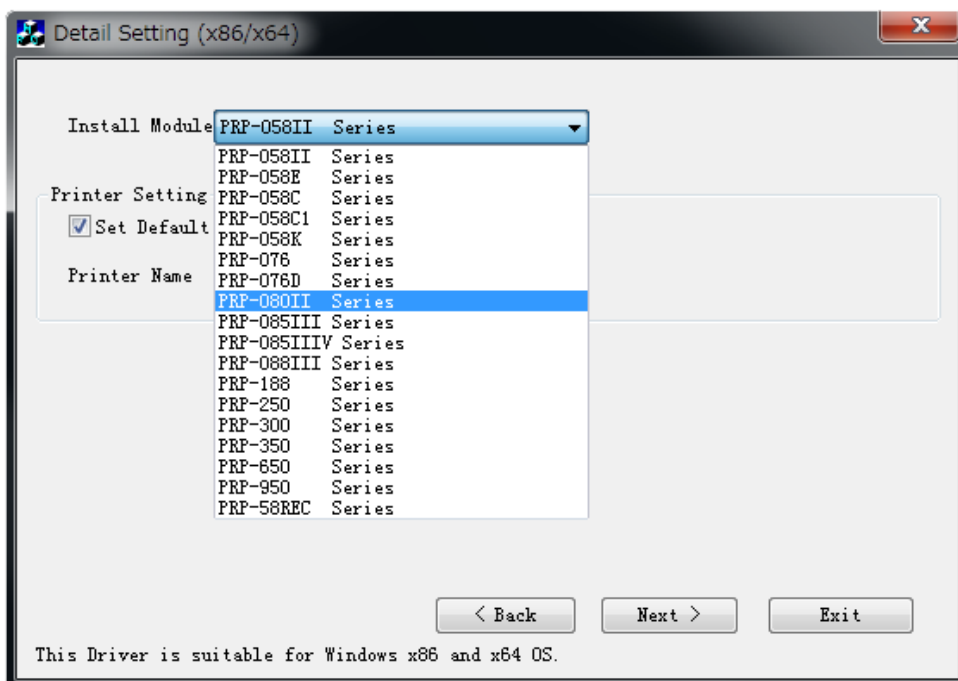 Detail Setting (x86/x64)
Install Module PRP-058II Series
PRP-058II Series
PRP-058E Series
PRP-058C Series
PRP-058C1 Series
PRP-058K Series
PRP-076 Series
PRP-076D Series
PRP-080II Series
PRP-085III Series
PRP-085IIIV Series
PRP-088III Series
PRP-188 Series
PRP-250 Series
PRP-300 Series
PRP-350 Series
PRP-650 Series
PRP-950 Series
PRP-58REC Series
Printer Setting
Set Default
Printer Name
< Back Next > Exit
This Driver is suitable for Windows x86 and x64 OS.